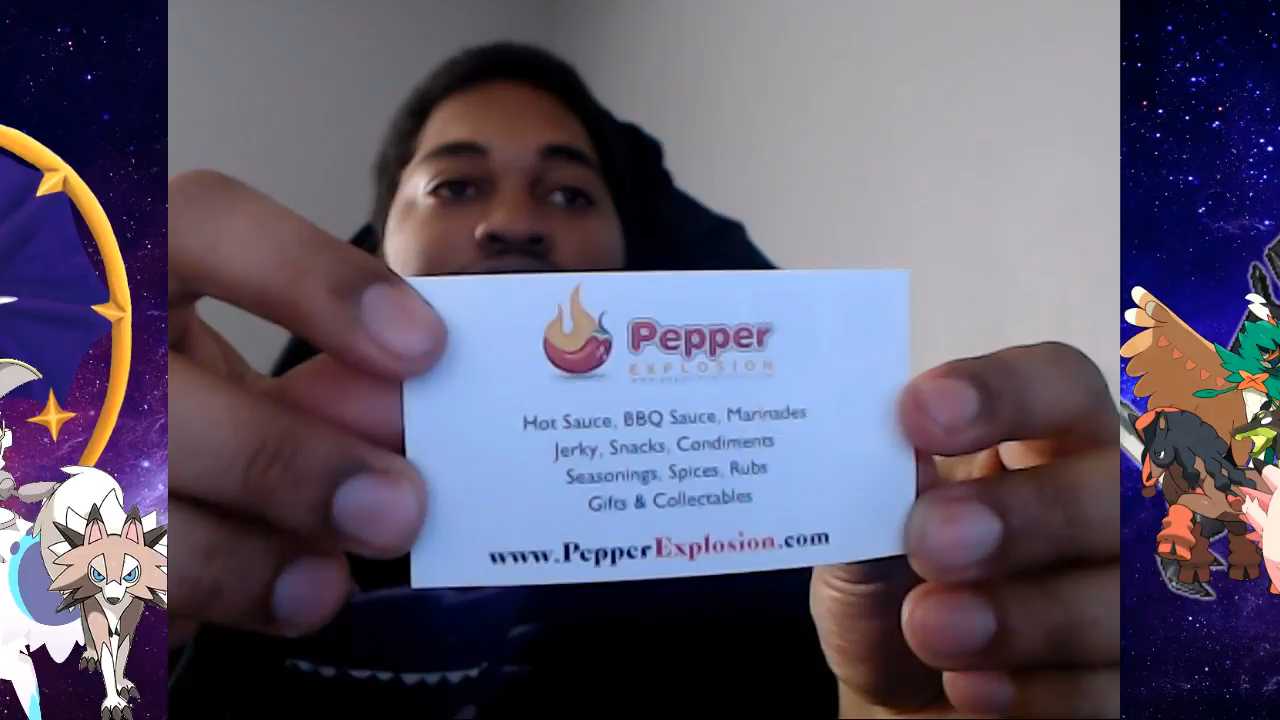 Pepper
EXPLOSION
Hot Sauce, BBQ Sauce, Marinades
Jerky, Snacks, Condiments
Seasonings, Spices, Rubs
Gifts & Collectables
www.PepperExplosion.com